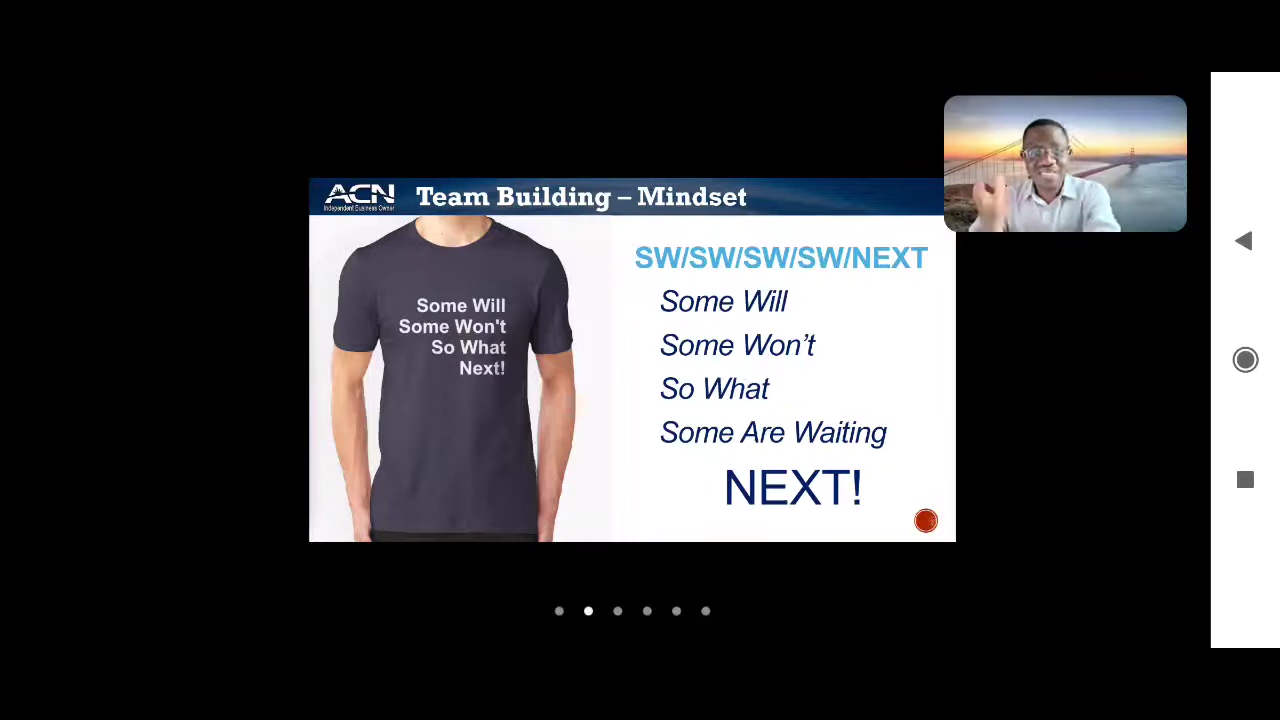 ACN
Independent Business Owner
Team Building – Mindset
Some Will
Some Won't
So What
Next!
SW/SW/SW/SW/NEXT
Some Will
Some Won’t
So What
Some Are Waiting
NEXT!